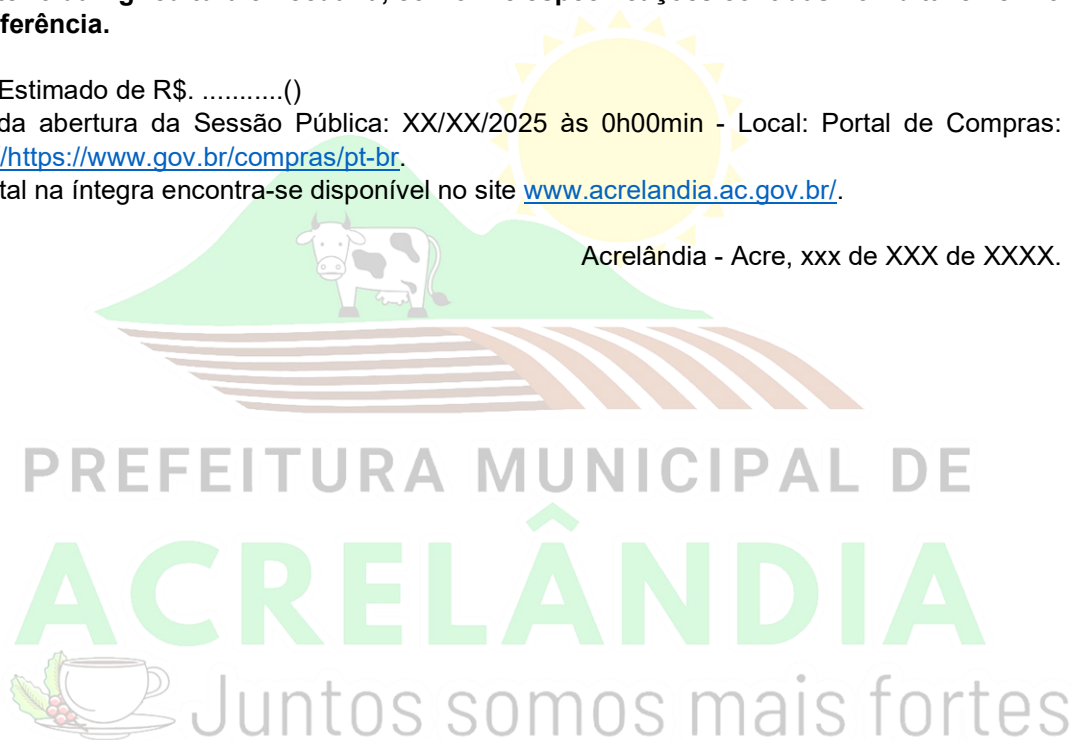 ferência.
Estimado de R$. ...........()
da abertura da Sessão Pública: XX/XX/2025 às 0h00min - Local: Portal de Compras:
/https://www.gov.br/compras/pt-br.
tal na íntegra encontra-se disponível no site www.acrelandia.ac.gov.br/.
Acrelândia - Acre, xxx de XXX de XXXX.
PREFEITURA MUNICIPAL DE
ACRELÂNDIA
Juntos somos mais fortes